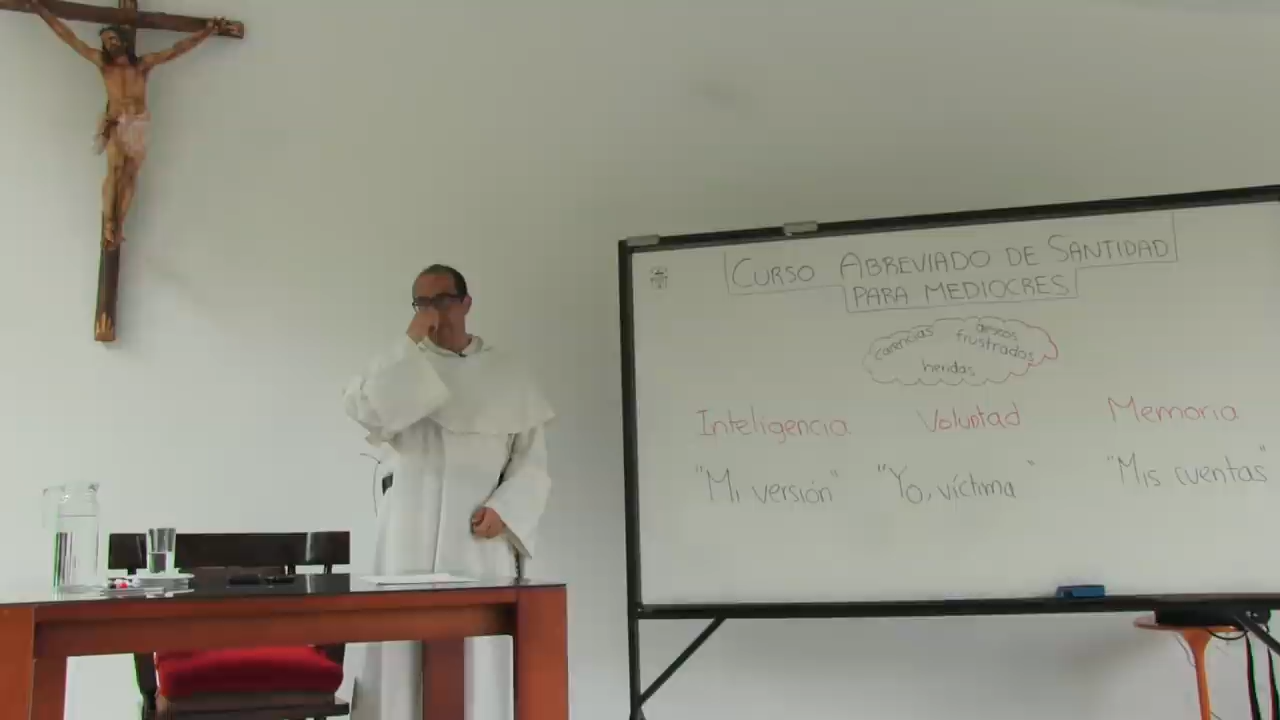 CURSO ABREVIADO DE SANTIDAD
PARA MEDIOCRES
carencias deseos frustrados
heridas
Inteligencia Voluntad Memoria
"Mi versión" "Yo, víctima" "Mis cuentas"